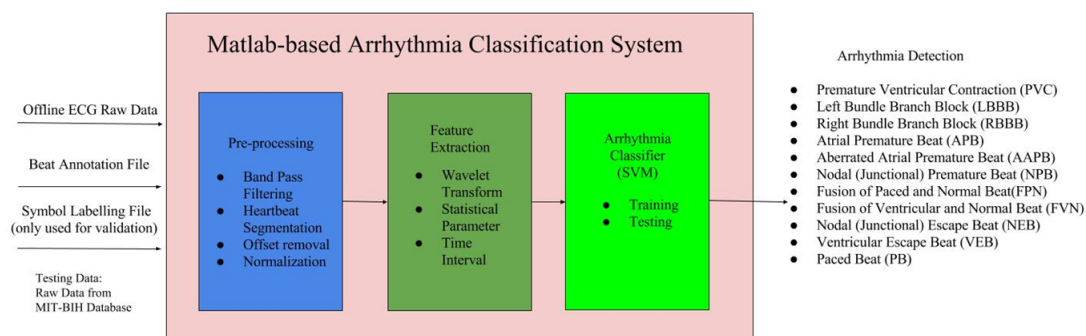 Matlab-based Arrhythmia Classification System
Offline ECG Raw Data
Beat Annotation File
Symbol Labelling File
(only used for validation)
Testing Data:
Raw Data from
MIT-BIH Database
Pre-processing
● Band Pass
Filtering
● Heartbeat
Segmentation
● Offset removal
● Normalization
Feature
Extraction
● Wavelet
Transform
● Statistical
Parameter
● Time
Interval
Arrhythmia
Classifier
(SVM)
● Training
● Testing
Arrhythmia Detection
● Premature Ventricular Contraction (PVC)
● Left Bundle Branch Block (LBBB)
● Right Bundle Branch Block (RBBB)
● Atrial Premature Beat (APB)
● Aberrated Atrial Premature Beat (AAPB)
● Nodal (Junctional) Premature Beat (NPB)
● Fusion of Paced and Normal Beat(FPN)
● Fusion of Ventricular and Normal Beat (FVN)
● Nodal (Junctional) Escape Beat (NEB)
● Ventricular Escape Beat (VEB)
● Paced Beat (PB)